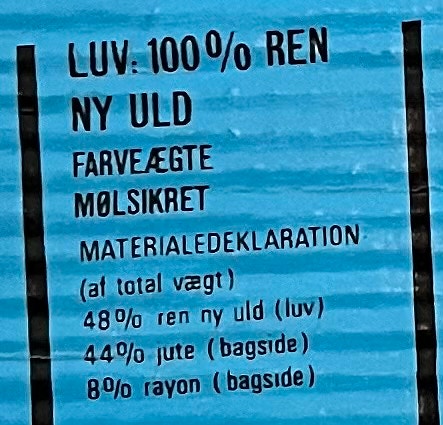 LUV: 100% REN
NY ULD
FARVEÆGTE
MØLSIKRET
MATERIALEDEKLARATION
(af total vægt)
48% ren ny uld (luv)
44% jute (bagside)
8% rayon (bagside)